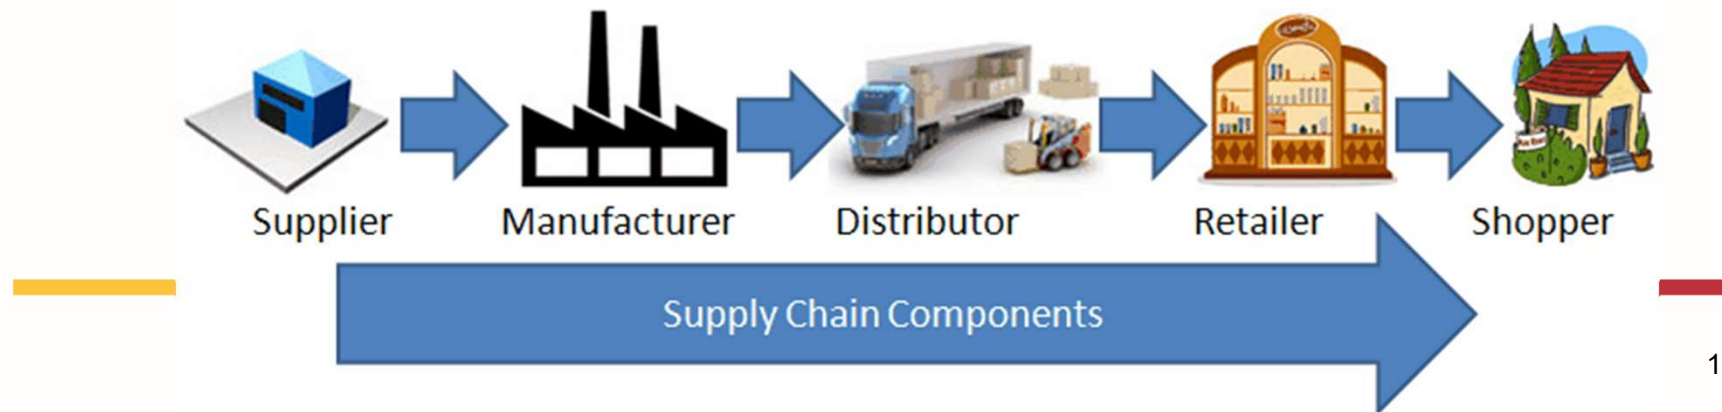 Supplier
Manufacturer
Distributor
Retailer
Shopper
Supply Chain Components
1